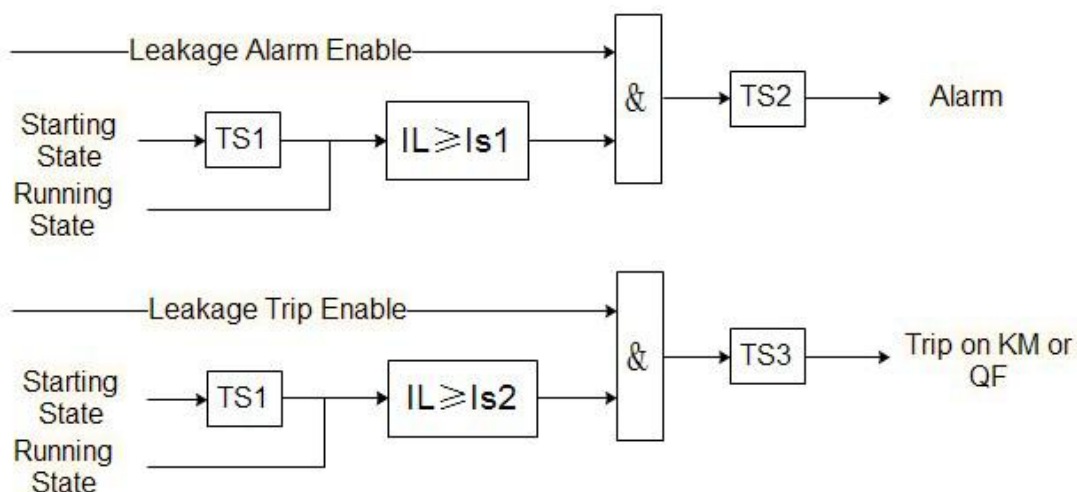 Leakage Alarm Enable
Starting
State
TS1
IL≥Is1
&
TS2
Alarm
Running
State
Leakage Trip Enable
Starting
State
TS1
IL≥Is2
&
TS3
Trip on KM or
QF
Running
State